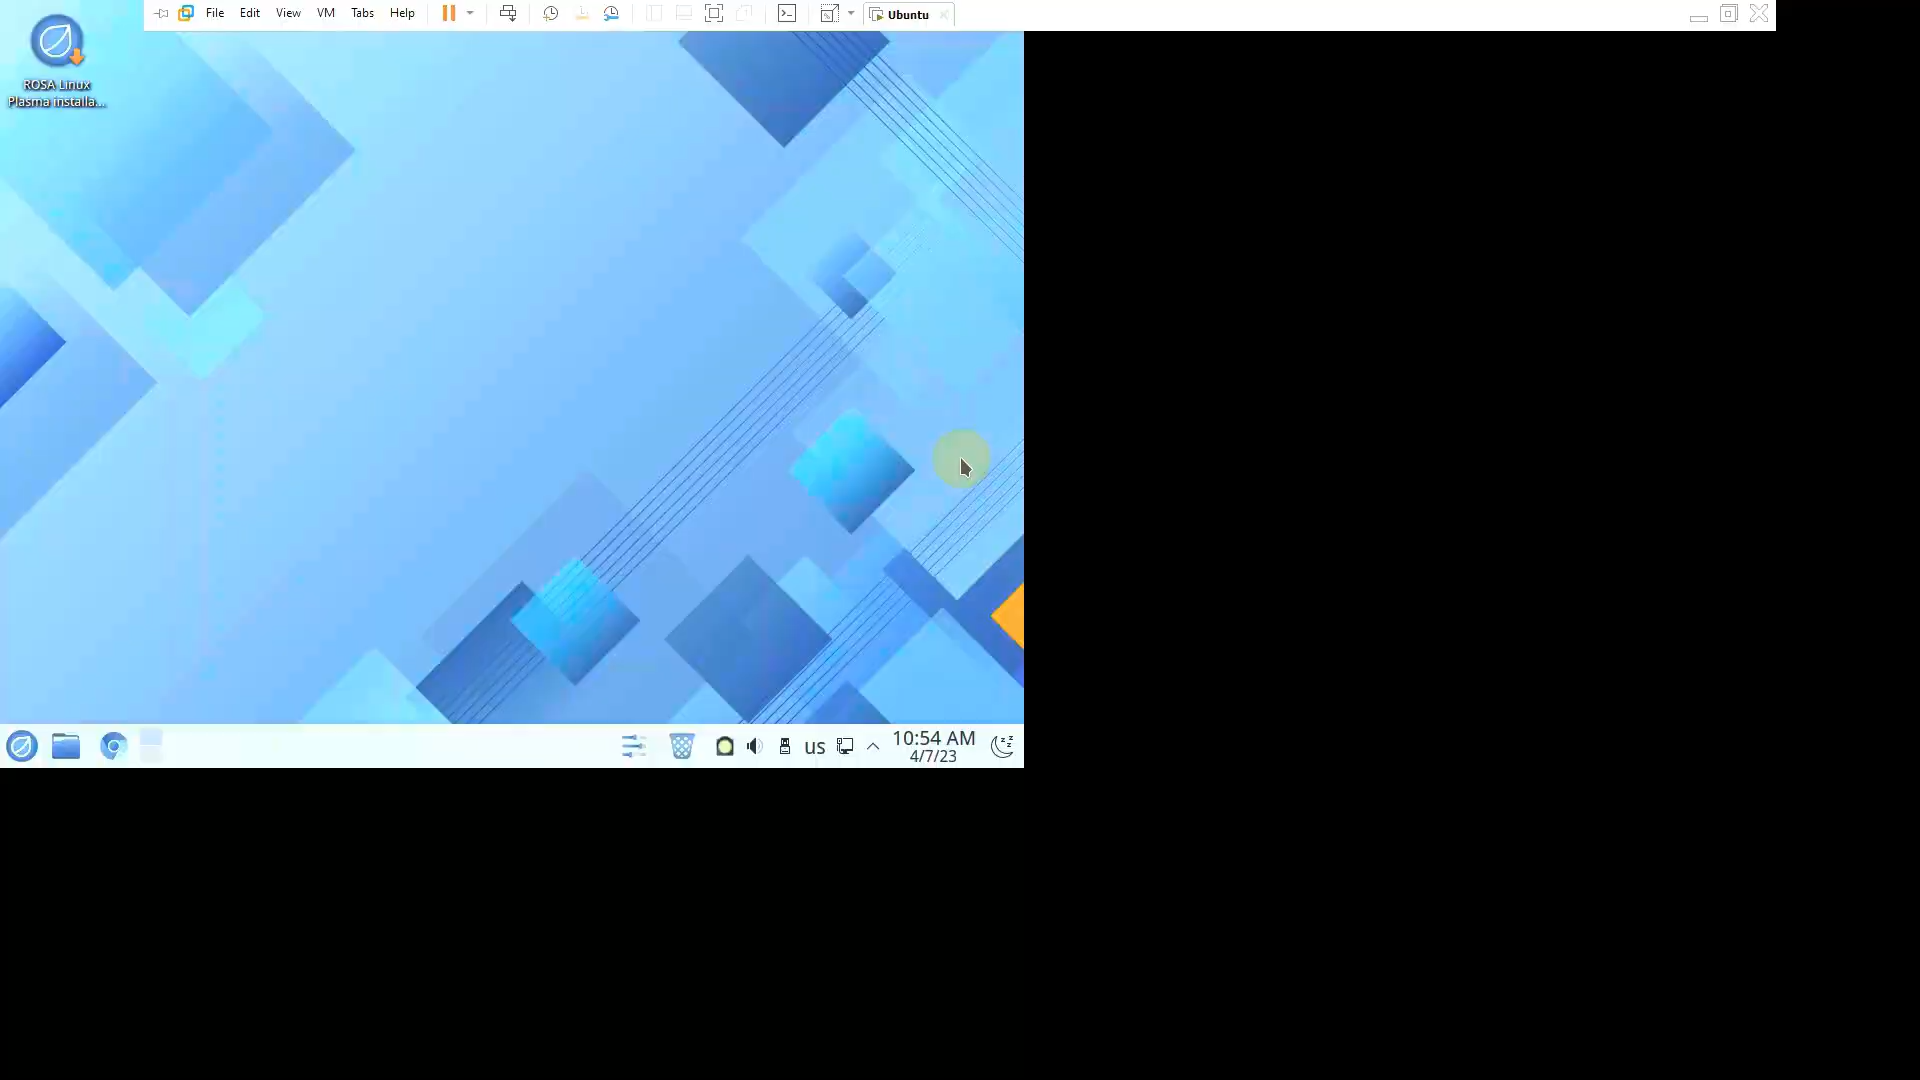 File Edit View VM Tabs Help Ubuntu
ROSA Linux
Plasma installa...
us
10:54 AM
4/7/23